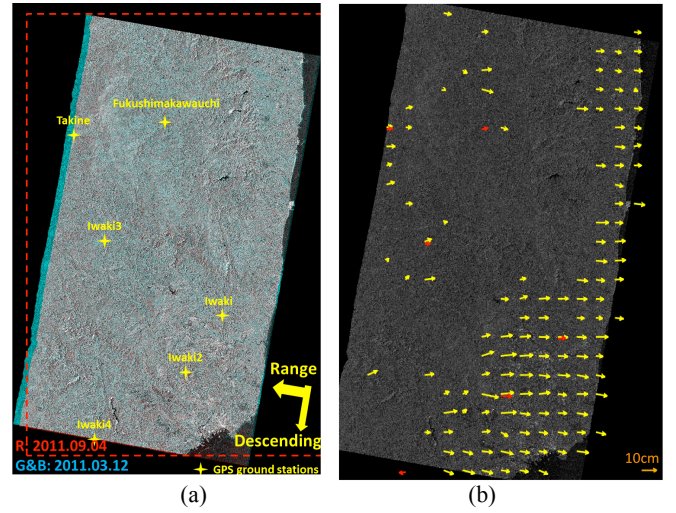 Fukushimakawauchi
Takine
Iwaki3
Iwaki
Iwaki2
Range
Iwaki4
Descending
R: 2011.09.04
G&B: 2011.03.12
GPS ground stations
10cm
(a)
(b)